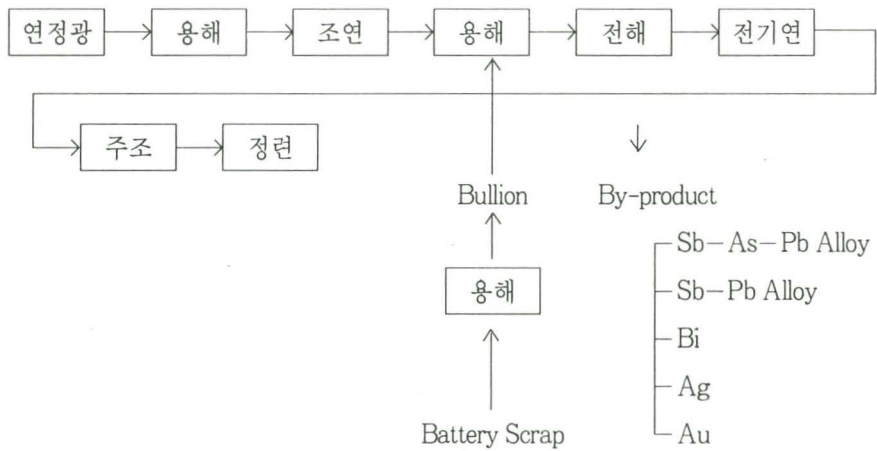 연정광 용해 조연 용해 전해 전기연
주조 정련
Bullion By-product
Sb-As-Pb Alloy
용해 Sb-Pb Alloy
Bi
Ag
Battery Scrap Au